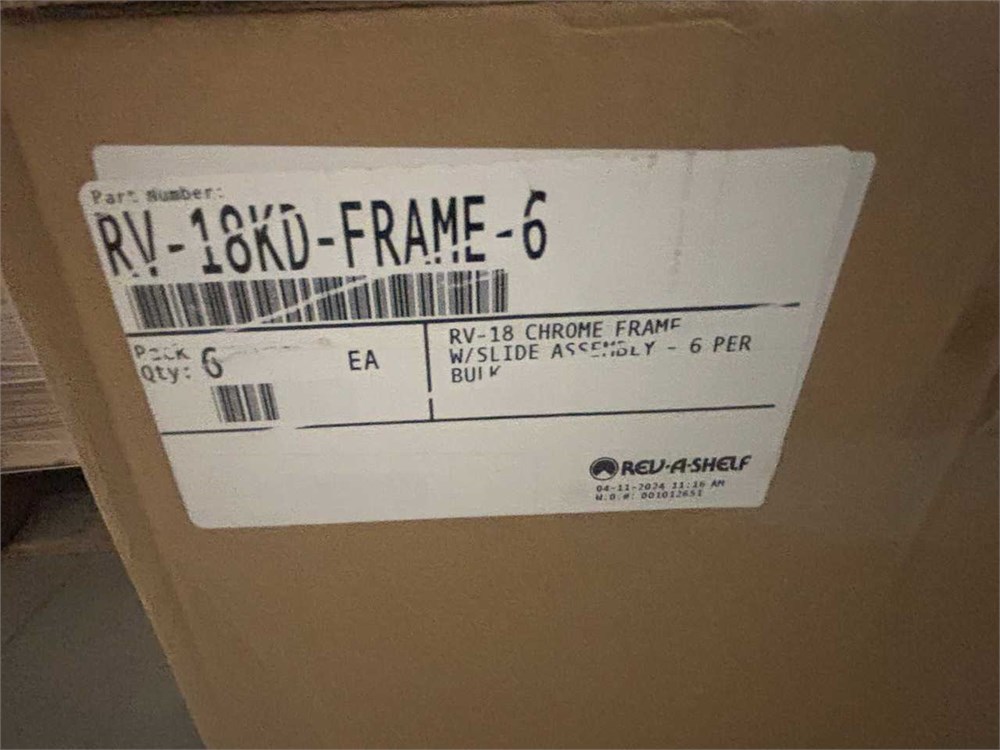 Part Number:
RV-18KD-FRAME-6
Pack Qty: 6 EA
RV-18 CHROME FRAME
W/SLIDE ASSEMBLY - 6 PER
BULK
REV-A-SHELF
04-11-2024 11:16 AM
W.O.#: 001012651